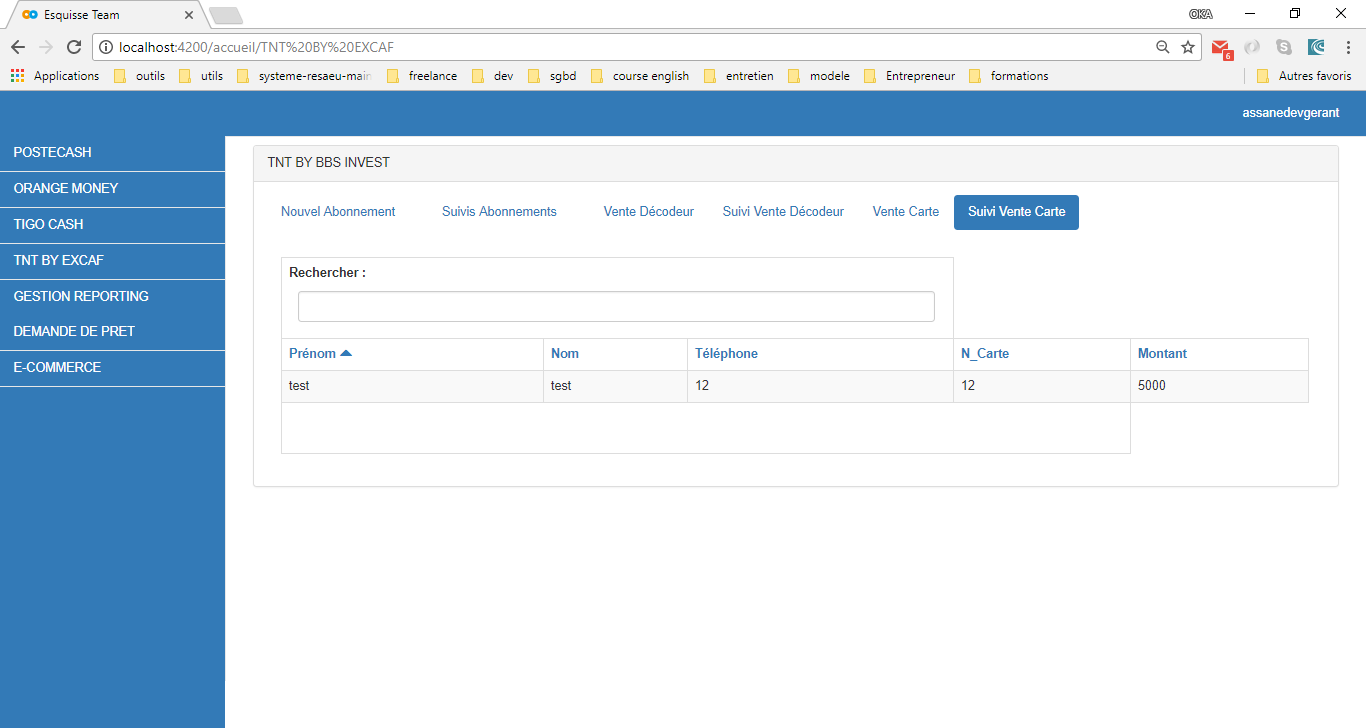 Esquisse Team
OKA
localhost:4200/accueil/TNT%20BY%20EXCAF
6
Applications outils utils systeme-resaeu-main freelance dev sgbd course english entretien modele Entrepreneur formations Autres favoris
assanedevgerant
POSTECASH
ORANGE MONEY
TIGO CASH
TNT BY EXCAF
GESTION REPORTING
DEMANDE DE PRET
E-COMMERCE
TNT BY BBS INVEST
Nouvel Abonnement Suivis Abonnements Vente Décodeur Suivi Vente Décodeur Vente Carte Suivi Vente Carte
Rechercher :
Prénom Nom Téléphone N_Carte Montant
test test 12 12 5000